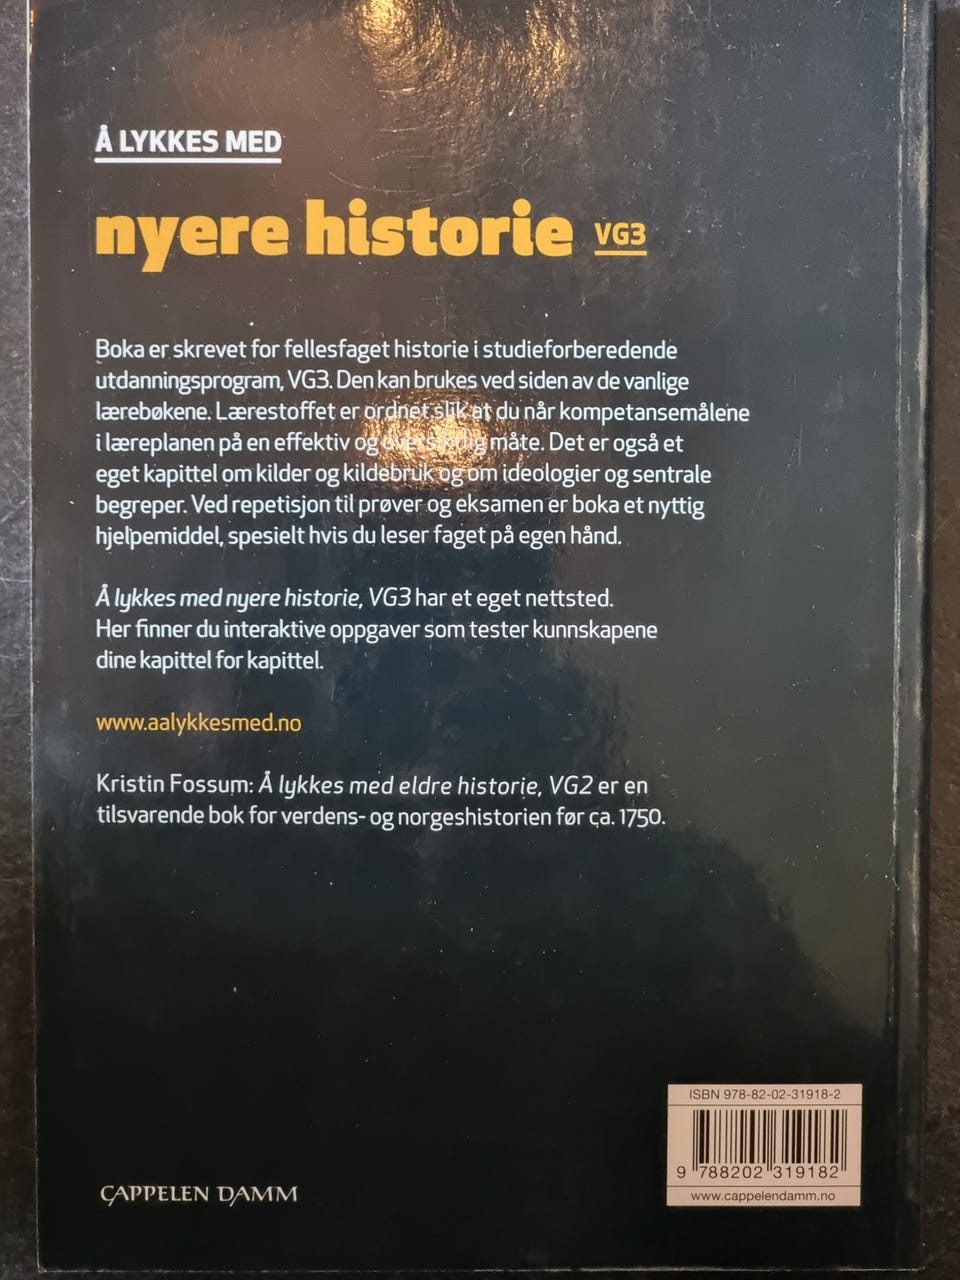 Å LYKKES MED
nyere historie VG3
Boka er skrevet for fellesfaget historie i studieforberedende
utdanningsprogram, VG3. Den kan brukes ved siden av de vanlige
lærebøkene. Lærestoffet er ordnet slik at du når kompetansemålene
i læreplanen på en effektiv og oversiktlig måte. Det er også et
eget kapittel om kilder og kildebruk og om ideologier og sentrale
begreper. Ved repetisjon til prøver og eksamen er boka et nyttig
hjelpemiddel, spesielt hvis du leser faget på egen hånd.
Å lykkes med nyere historie, VG3 har et eget nettsted.
Her finner du interaktive oppgaver som tester kunnskapene
dine kapittel for kapittel.
www.aalykkesmed.no
Kristin Fossum: Å lykkes med eldre historie, VG2 er en
tilsvarende bok for verdens- og norgeshistorien før ca. 1750.
ISBN 978-82-02-31918-2
9 788202 319182
www.cappelendamm.no
CAPPELEN DAMM